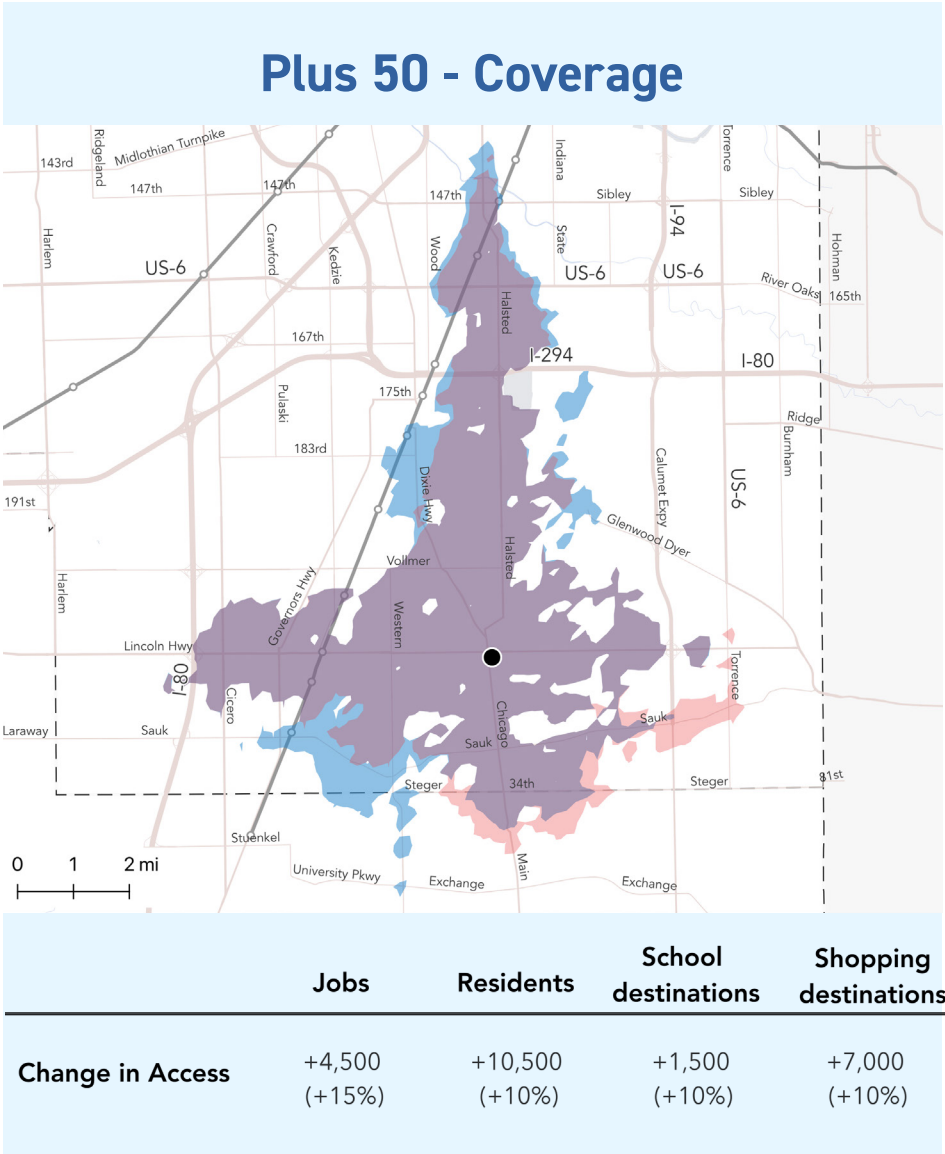 Plus 50 - Coverage
Ridgeland
Midlothian Turnpike
Indiana
Torrence
143rd
147th
147th
147th
Sibley
Sibley
I-94
Harlem
Crawford
Kedzie
Wood
State
Hohman
US-6
US-6
US-6
River Oaks
165th
Halsted
167th
I-294
I-80
175th
Pulaski
Ridge
183rd
Burnham
Dixie Hwy
Calumet Expy
US-6
191st
Glenwood Dyer
Vollmer
Halsted
Harlem
Governors Hwy
Western
Lincoln Hwy
I-80
Torrence
Cicero
Chicago
Sauk
Laraway
Sauk
Sauk
Steger
34th
Steger
81st
Stuenkel
0 1 2 mi
Main
University Pkwy
Exchange
Exchange
Jobs
Residents
School
destinations
Shopping
destinations
Change in Access
+4,500
(+15%)
+10,500
(+10%)
+1,500
(+10%)
+7,000
(+10%)